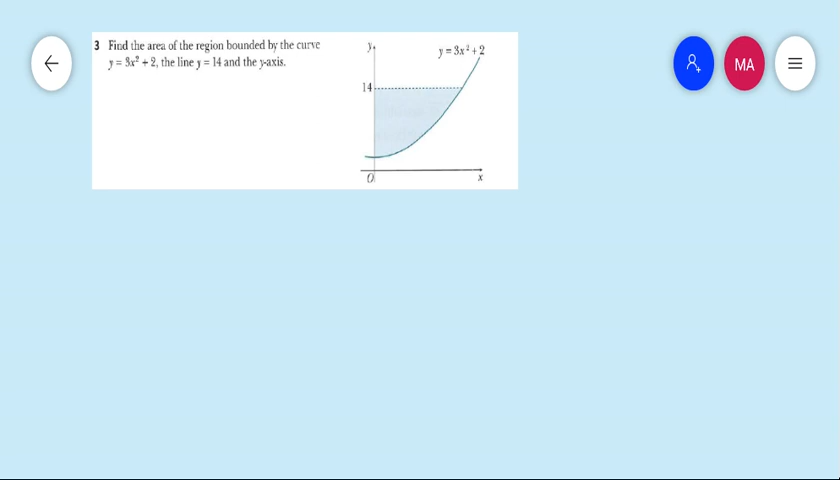 3 Find the area of the region bounded by the curve
y = 3x² + 2, the line y = 14 and the y-axis.
y
y = 3x² + 2
14
O
x
MA